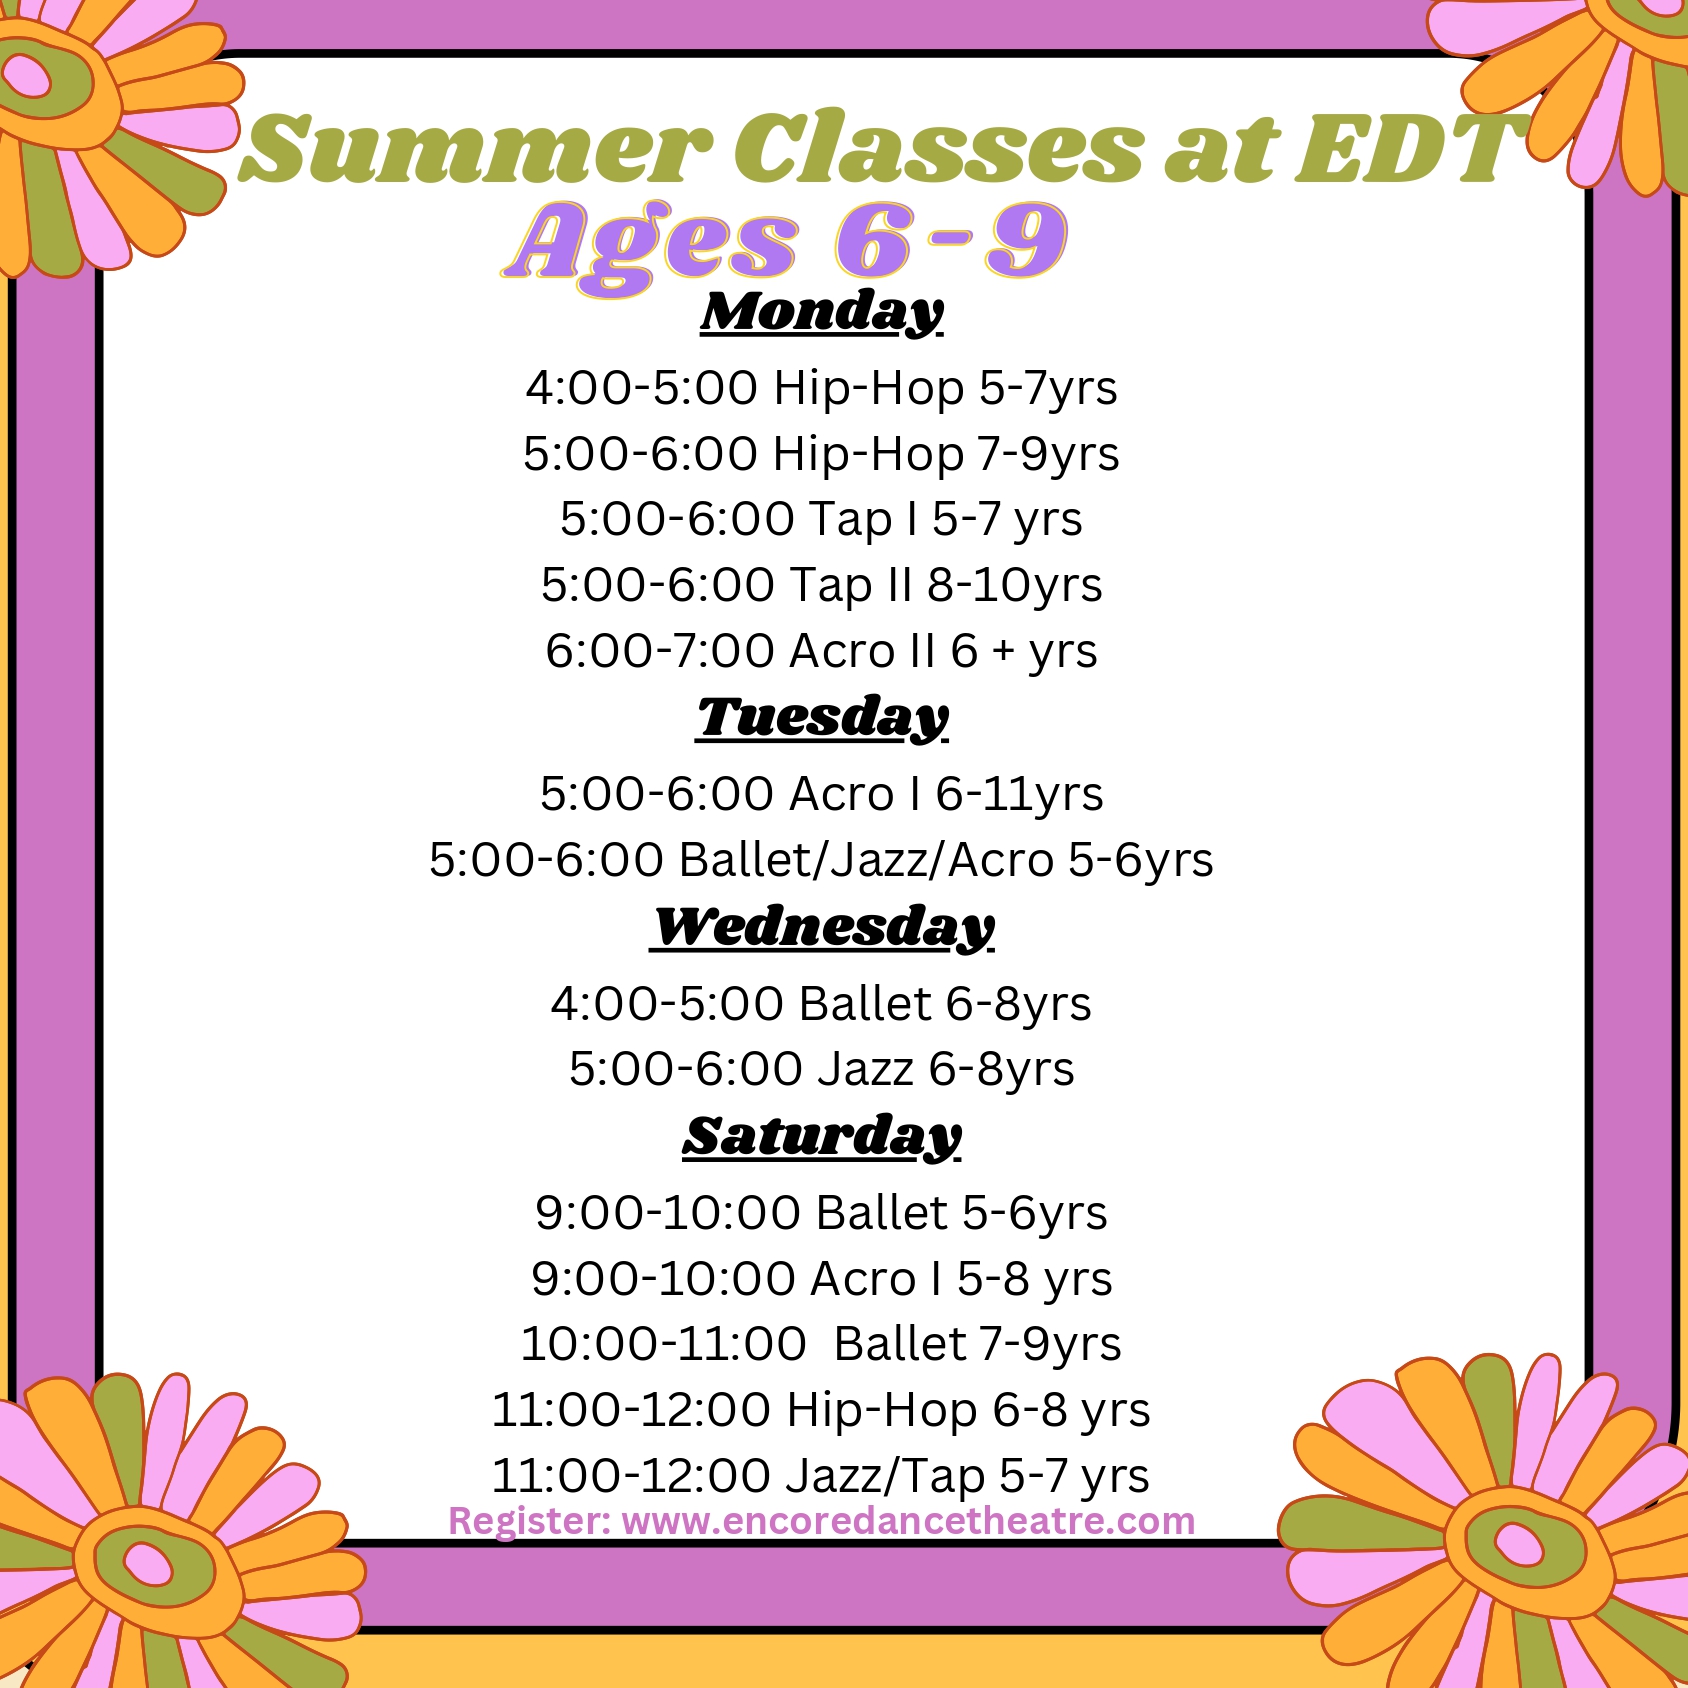 Summer Classes at EDT
Ages 6-9
Monday
4:00-5:00 Hip-Hop 5-7yrs
5:00-6:00 Hip-Hop 7-9yrs
5:00-6:00 Tap I 5-7 yrs
5:00-6:00 Tap II 8-10yrs
6:00-7:00 Acro II 6 + yrs
Tuesday
5:00-6:00 Acro I 6-11yrs
5:00-6:00 Ballet/Jazz/Acro 5-6yrs
Wednesday
4:00-5:00 Ballet 6-8yrs
5:00-6:00 Jazz 6-8yrs
Saturday
9:00-10:00 Ballet 5-6yrs
9:00-10:00 Acro I 5-8 yrs
10:00-11:00  Ballet 7-9yrs
11:00-12:00 Hip-Hop 6-8 yrs
11:00-12:00 Jazz/Tap 5-7 yrs
Register: www.encoredancetheatre.com